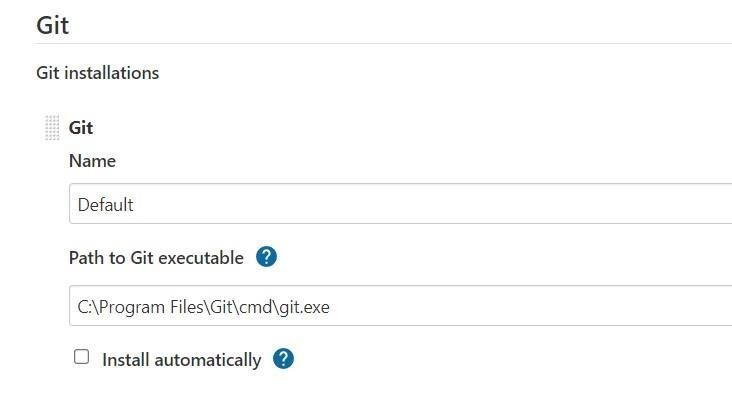 Git
Git installations
Git
Name
Default
Path to Git executable ?
C:\Program Files\Git\cmd\git.exe
Install automatically ?